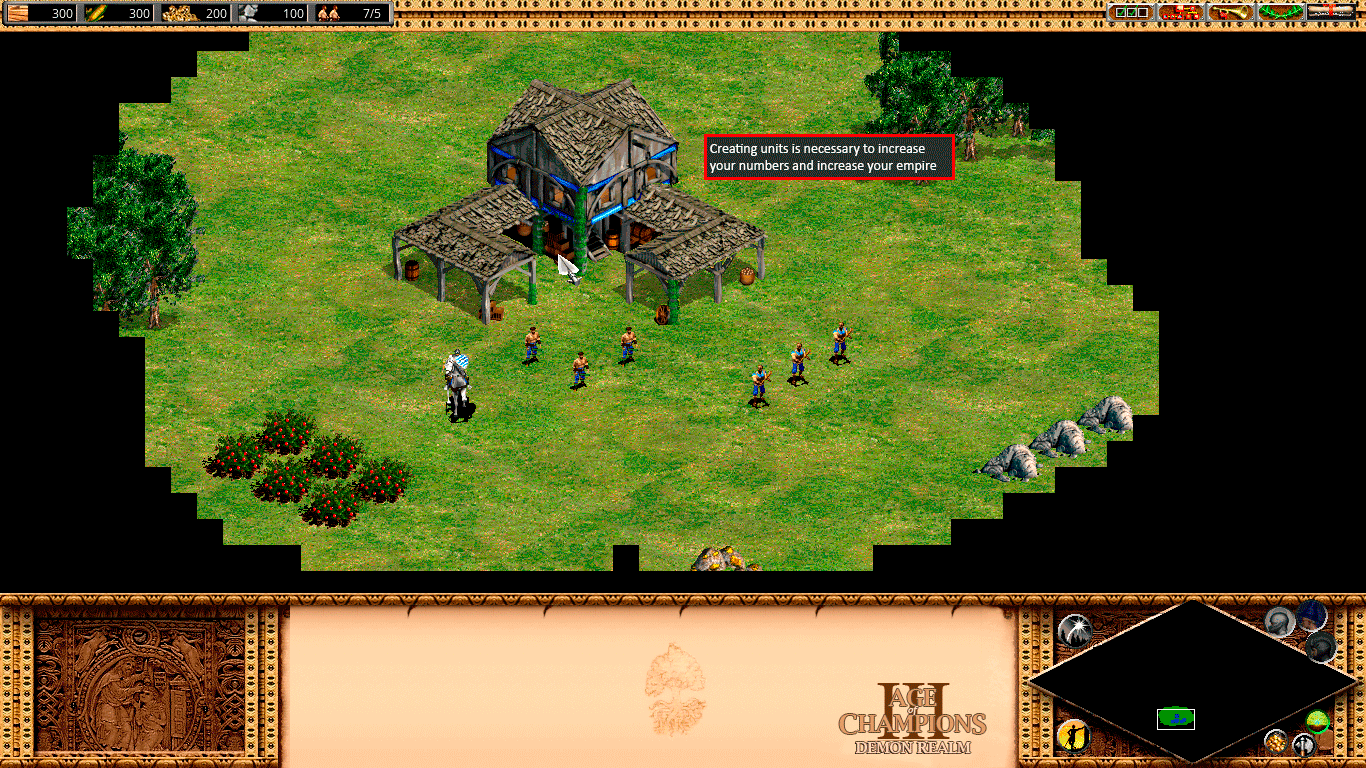 300
300
200
100
7/5
Creating units is necessary to increase
your numbers and increase your empire
III
AGE
of
CHAMPIONS
DEMON REALM